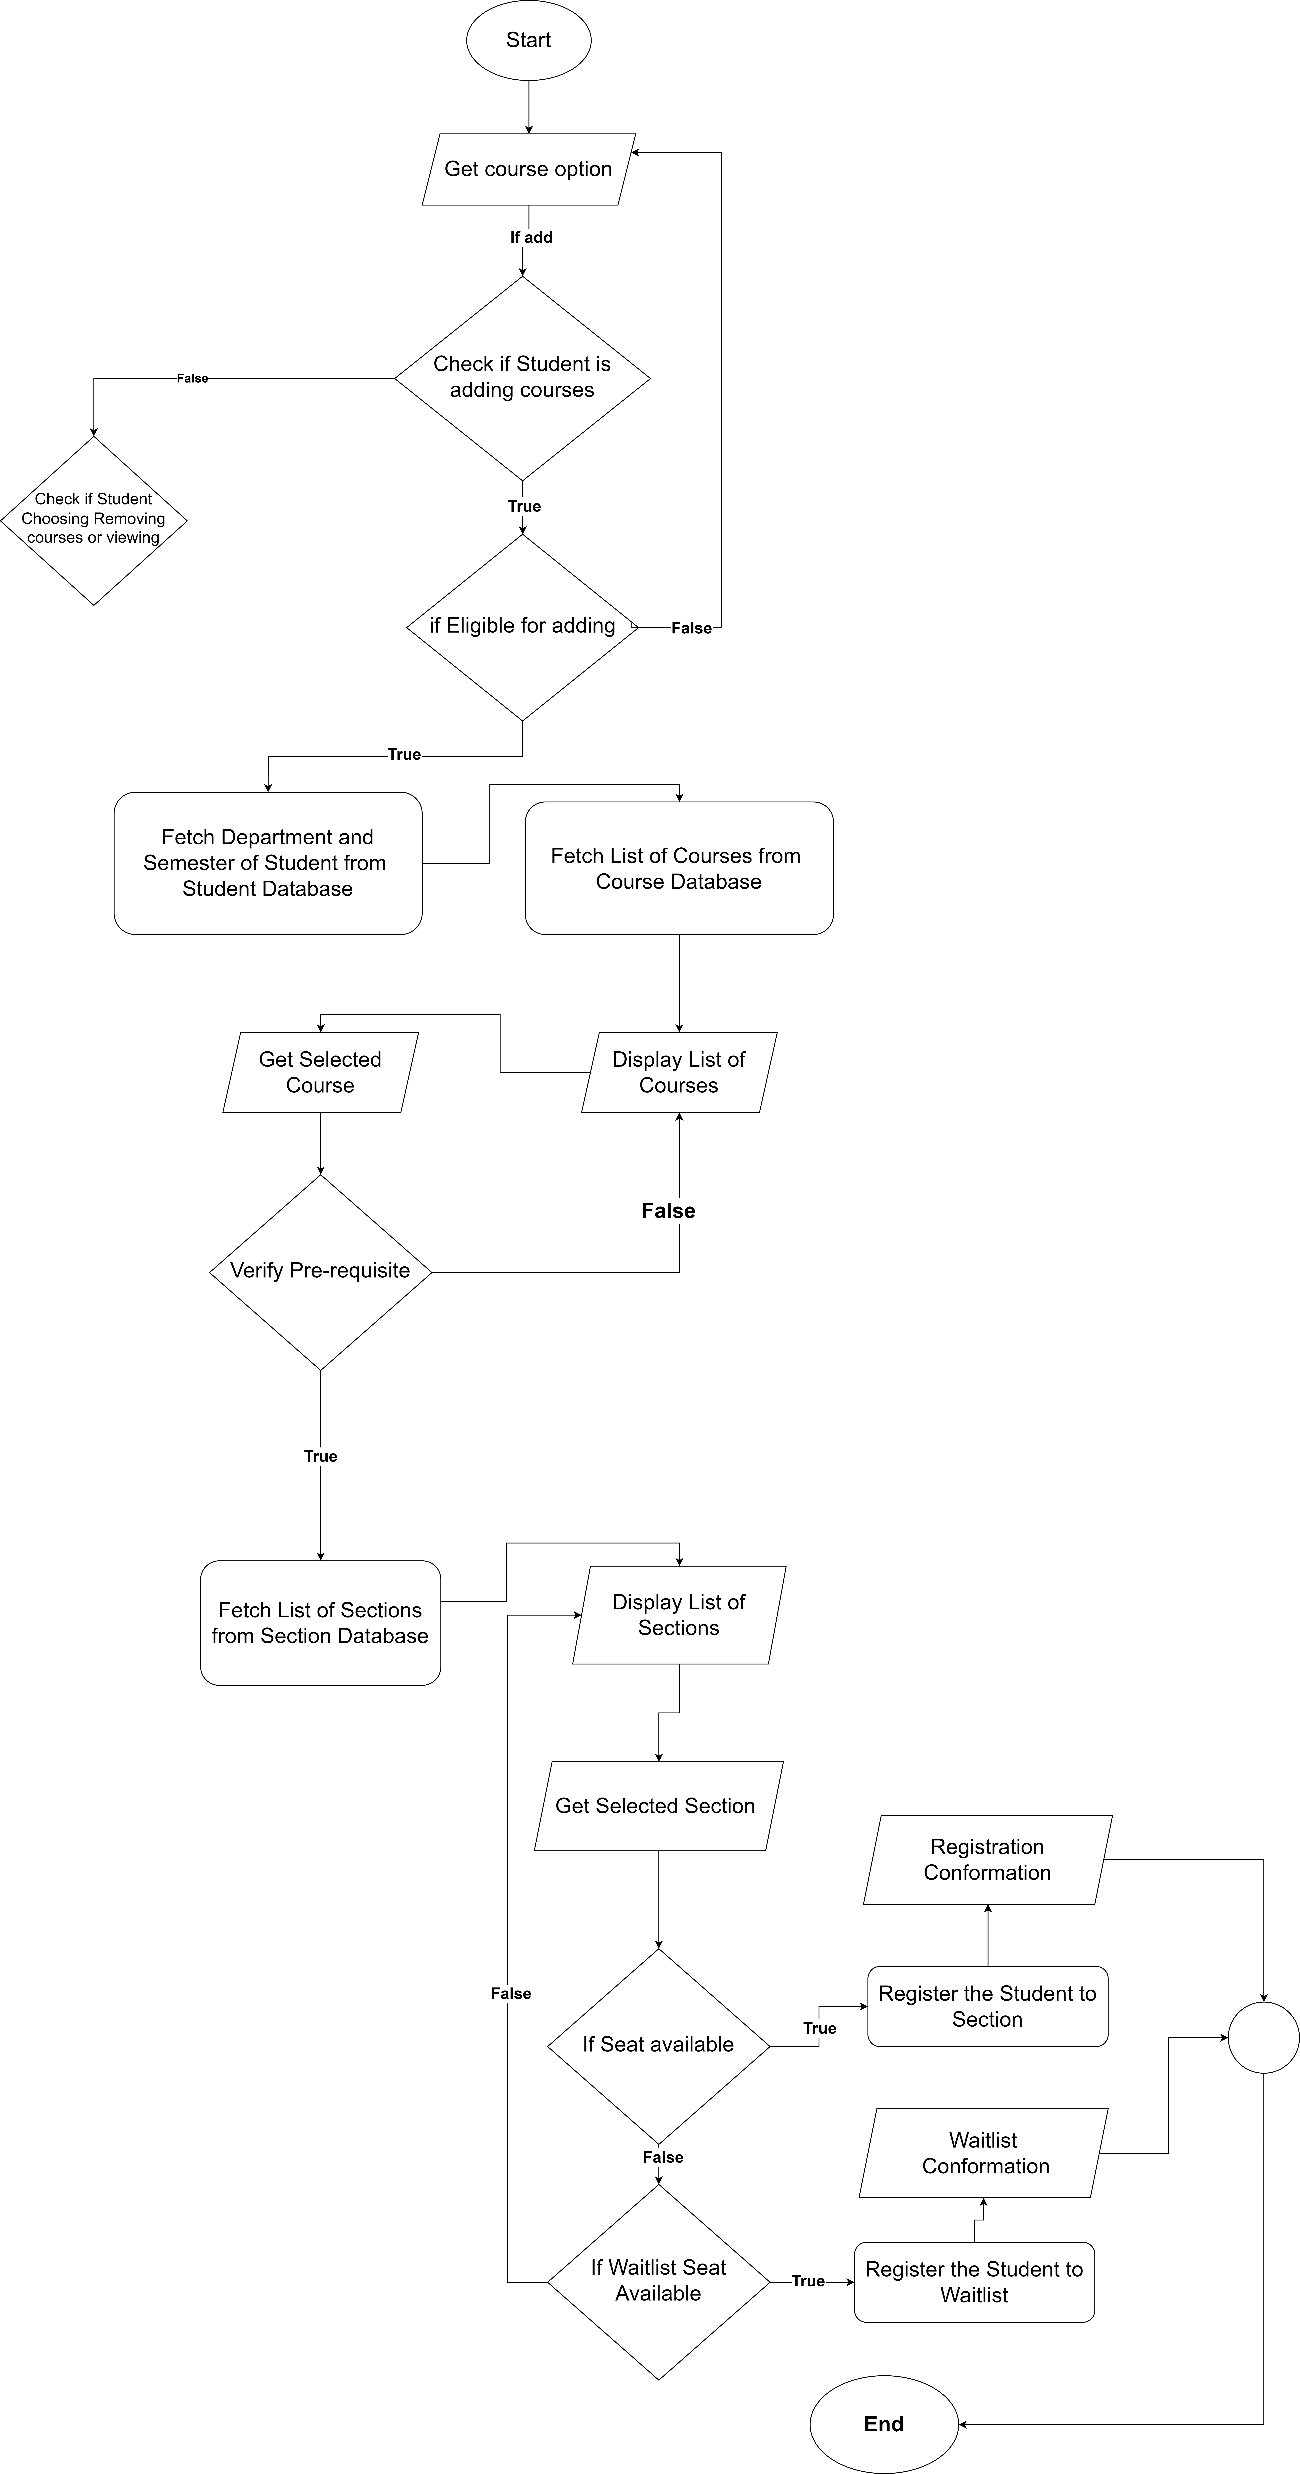 Start
Get course option
If add
Check if Student is
adding courses
False
Check if Student
Choosing Removing
courses or viewing
True
if Eligible for adding
False
True
Fetch Department and
Semester of Student from
Student Database
Fetch List of Courses from
Course Database
Get Selected
Course
Display List of
Courses
False
Verify Pre-requisite
True
Fetch List of Sections
from Section Database
Display List of
Sections
Get Selected Section
Registration
Conformation
False
Register the Student to
Section
True
If Seat available
False
Waitlist
Conformation
If Waitlist Seat
Available
True
Register the Student to
Waitlist
End